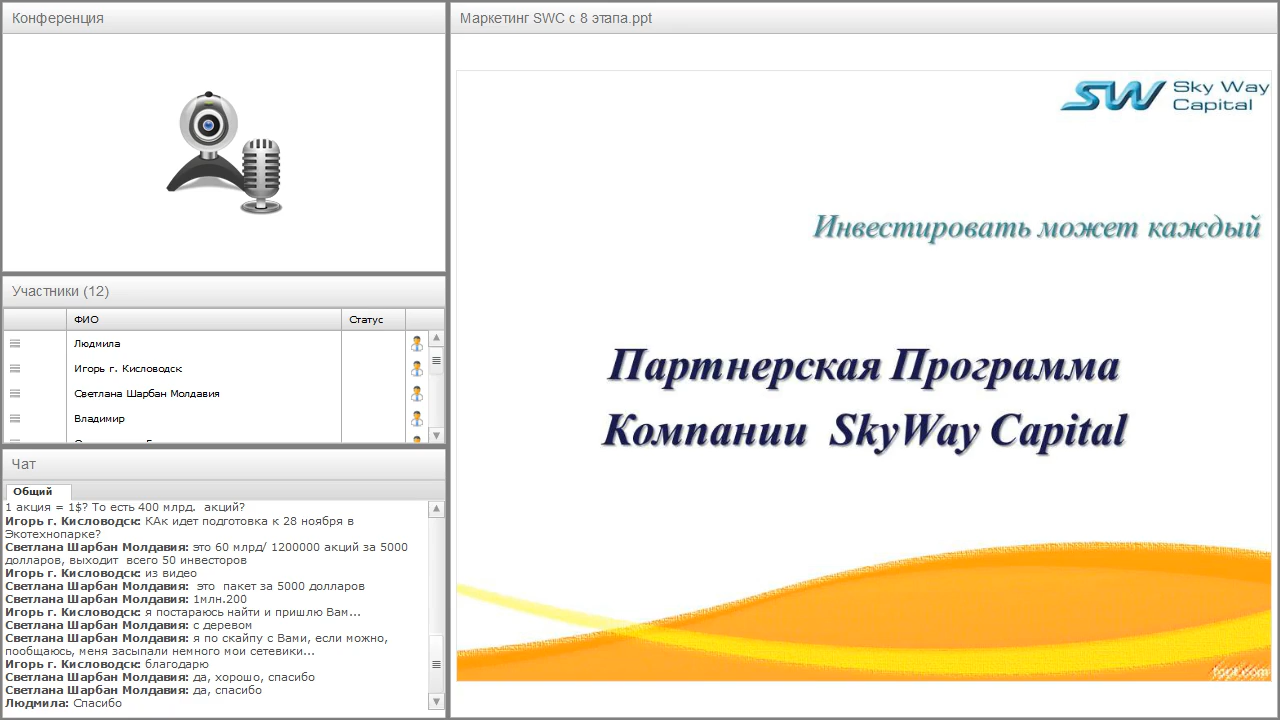 Конференция
Участники (12)
ФИО
Статус
Людмила
Игорь г. Кисловодск
Светлана Шарбан Молдавия
Владимир
Чат
Общий
1 акция = 1$? То есть 400 млрд. акций?
Игорь г. Кисловодск: КАк идет подготовка к 28 ноября в
Экотехнопарке?
Светлана Шарбан Молдавия: это 60 млрд/ 1200000 акций за 5000
долларов, выходит всего 50 инвесторов
Игорь г. Кисловодск: из видео
Светлана Шарбан Молдавия: это пакет за 5000 долларов
Светлана Шарбан Молдавия: 1млн.200
Игорь г. Кисловодск: я постараюсь найти и пришлю Вам...
Светлана Шарбан Молдавия: с деревом
Светлана Шарбан Молдавия: я по скайпу с Вами, если можно,
пообщаюсь, меня засыпали немного мои сетевики...
Игорь г. Кисловодск: благодарю
Светлана Шарбан Молдавия: да, хорошо, спасибо
Светлана Шарбан Молдавия: да, спасибо
Людмила: Спасибо
Маркетинг SWC с 8 этапа.ppt
SW Sky Way
Capital
Инвестировать может каждый
Партнерская Программа
Компании SkyWay Capital
fppt.com